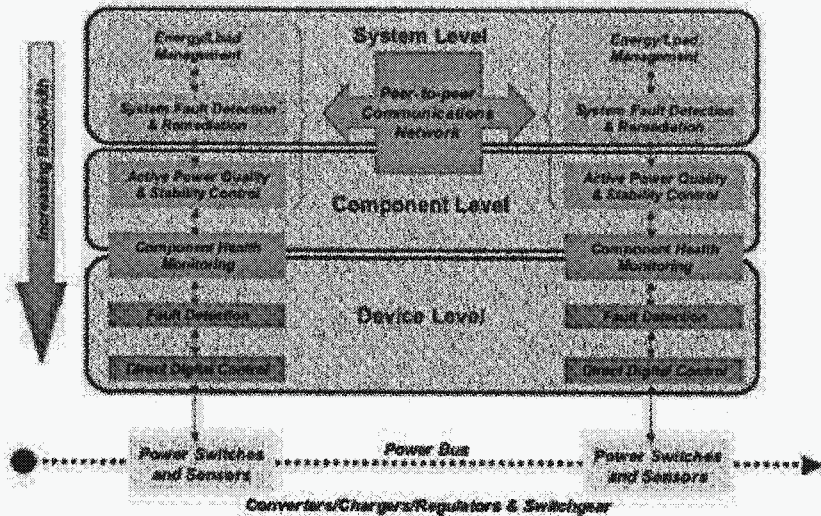 Energy/Load
Management
System Level
Energy/Load
Management
System Fault Detection
& Remediation
Peer-to-peer
Communications
Network
System Fault Detection
& Remediation
Increasing Bandwidth
Active Power Quality
& Stability Control
Component Level
Active Power Quality
& Stability Control
Component Health
Monitoring
Component Health
Monitoring
Fault Detection
Device Level
Fault Detection
Direct Digital Control
Direct Digital Control
Power Switches
and Sensors
Power Bus
Power Switches
and Sensors
Converters/Chargers/Regulators & Switchgear